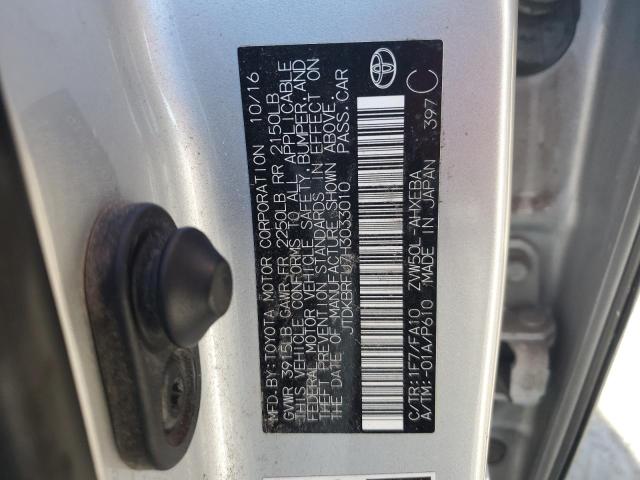 MFD.BY:TOYOTA MOTOR CORPORATION 10/16
GVWR 3915LB GAWR-FR 2250LB RR 2150LB
THIS VEHICLE CONFORMS TO ALL APPLICABLE
FEDERAL MOTOR VEHICLE SAFETY,BUMPER,AND
THEFT PREVENTION STANDARDS IN EFFECT ON
THE DATE OF MANUFACTURE SHOWN ABOVE.
JTDKBRFU7H3033010 PASS.CAR
C/TR:1F7/FA10 ZVW50L-AHXEBA
A/TM:-01A/P610 MADE IN JAPAN 397 C